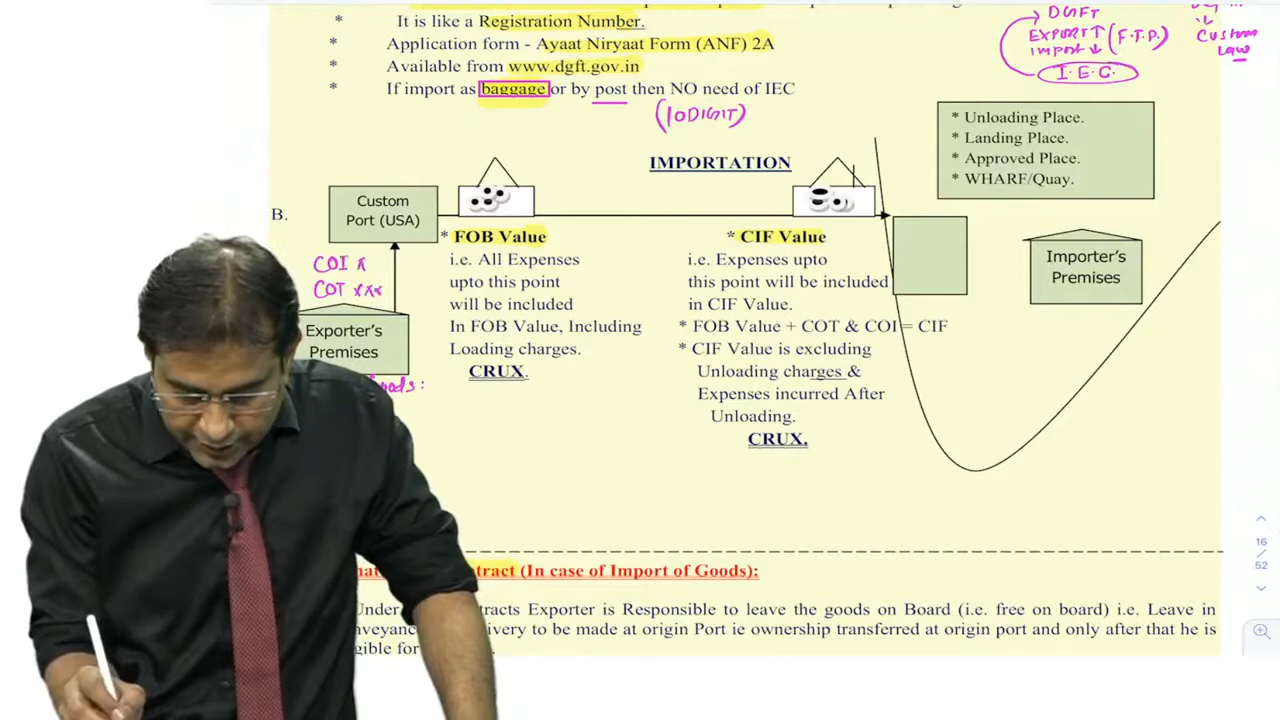 * It is like a Registration Number.
* Application form - Ayaat Niryaat Form (ANF) 2A
* Available from www.dgft.gov.in
* If import as baggage or by post then NO need of IEC
(10 DIGIT)
DGFT
EXPORT↑
Import↓
(F.T.P.)
I.E.C.
Custom
Law
IMPORTATION
* Unloading Place.
* Landing Place.
* Approved Place.
* WHARF/Quay.
B.
Custom
Port (USA)
COI x
COT xxx
Exporter's
Premises
* FOB Value
i.e. All Expenses
upto this point
will be included
In FOB Value, Including
Loading charges.
CRUX.
* CIF Value
i.e. Expenses upto
this point will be included
in CIF Value.
* FOB Value + COT & COI = CIF
* CIF Value is excluding
Unloading charges &
Expenses incurred After
Unloading.
CRUX.
Importer's
Premises
16
/
52
(In case of Import of Goods):
Under Exporter is Responsible to leave the goods on Board (i.e. free on board) i.e. Leave in
to be made at origin Port ie ownership transferred at origin port and only after that he is